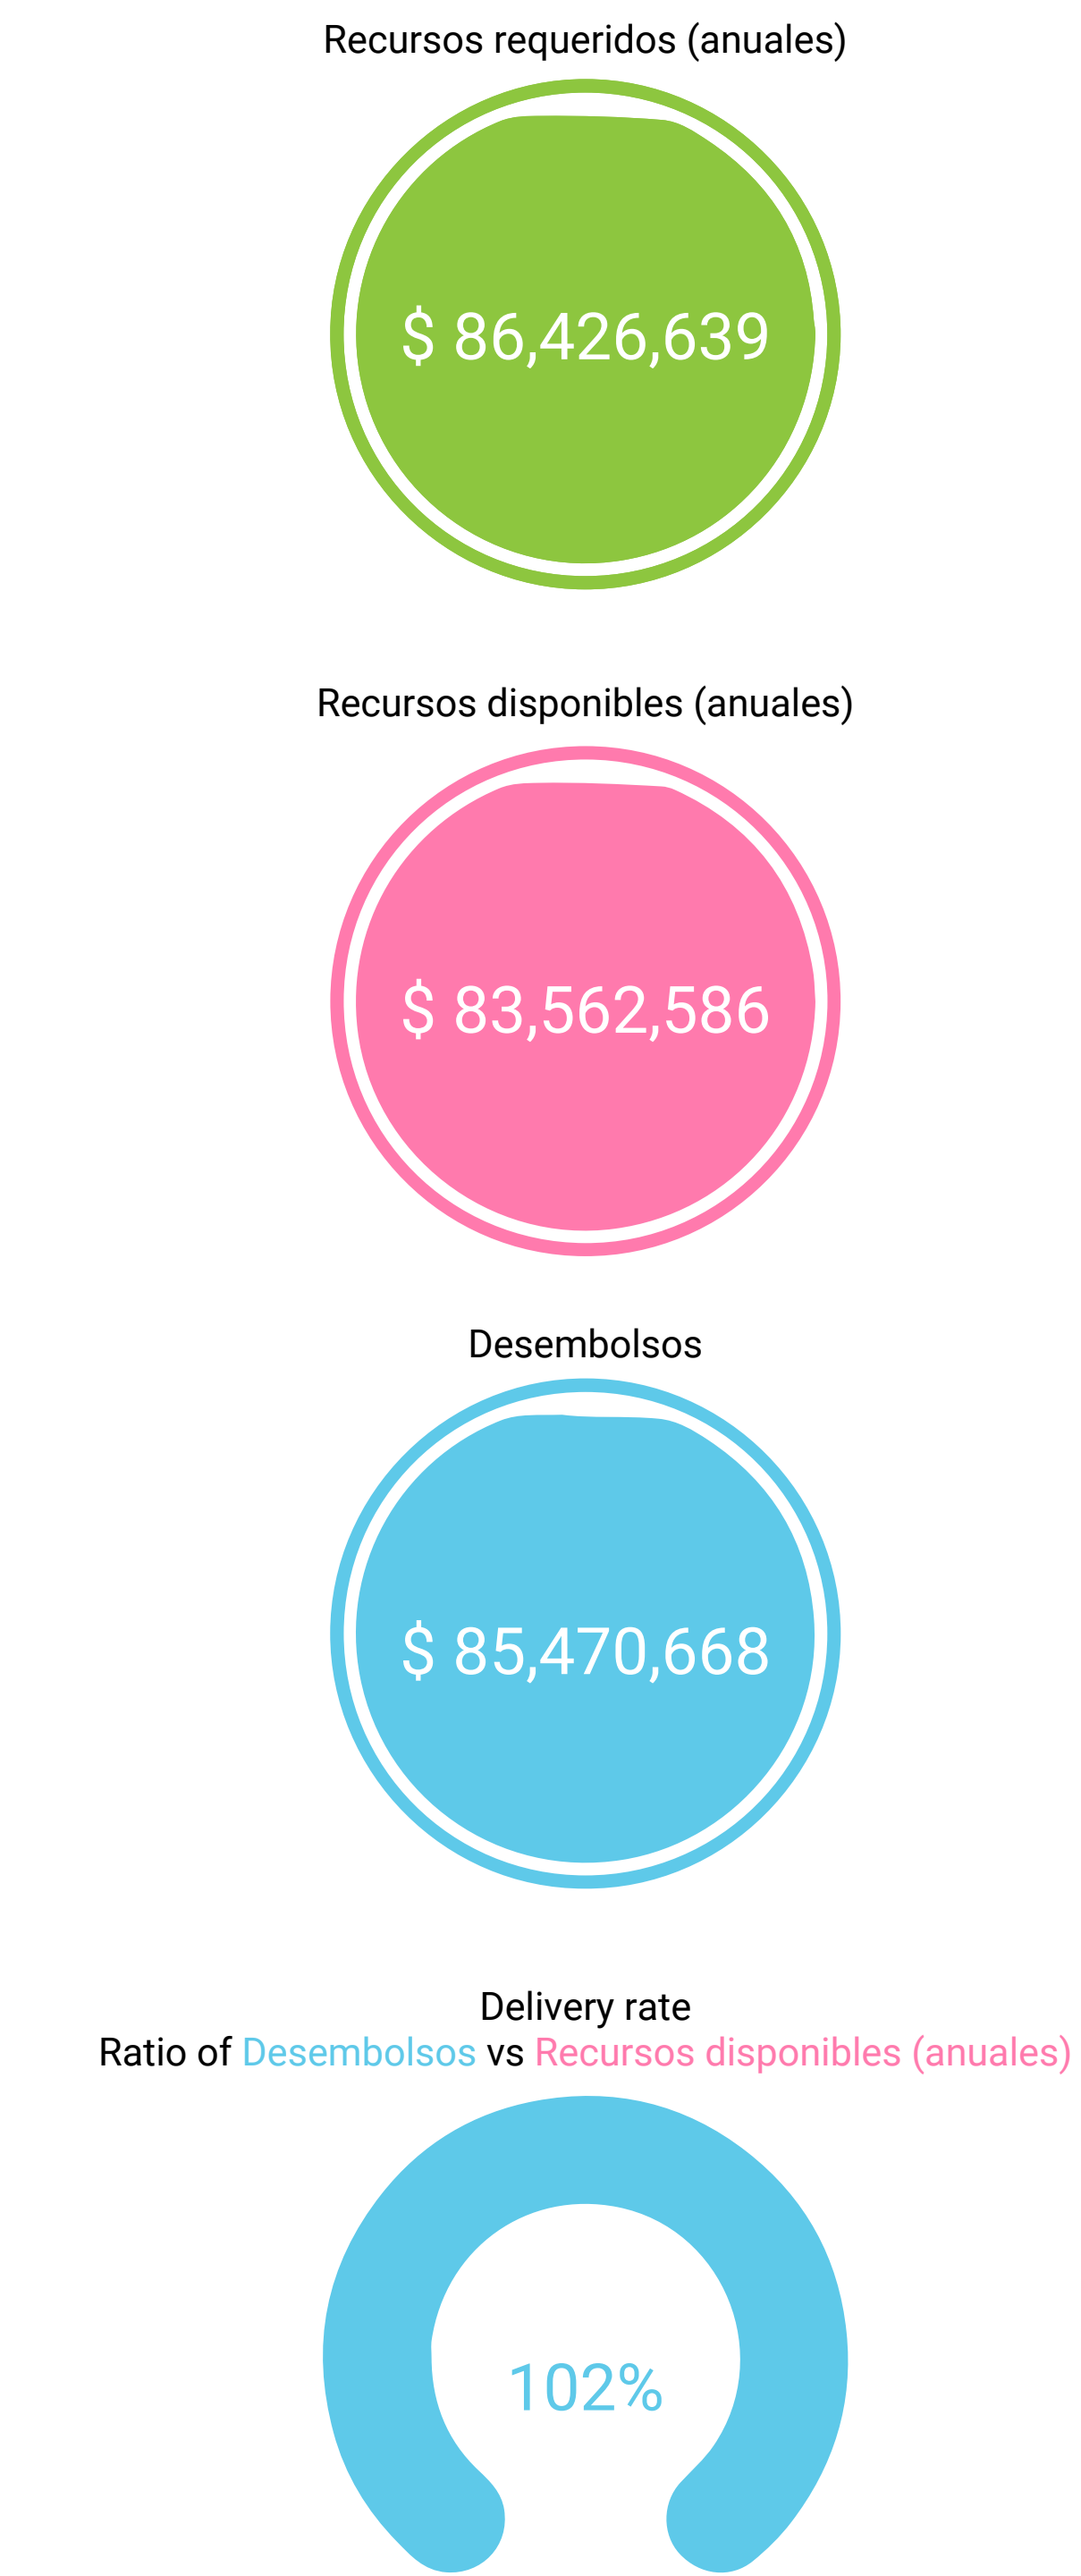 Recursos requeridos (anuales)
$ 86,426,639
Recursos disponibles (anuales)
$ 83,562,586
Desembolsos
$ 85,470,668
Delivery rate
Ratio of Desembolsos vs Recursos disponibles (anuales)
102%